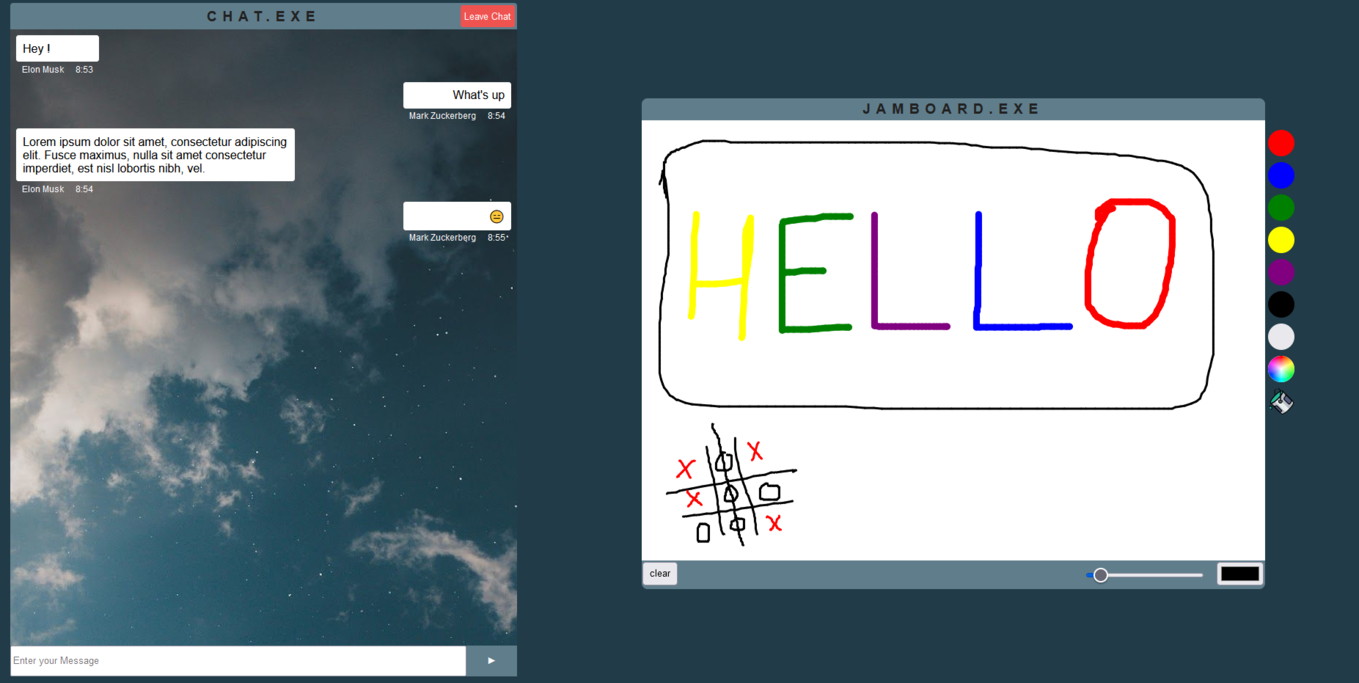 CHAT.EXE
Leave Chat
Hey !
Elon Musk 8:53
What's up
Mark Zuckerberg 8:54
Lorem ipsum dolor sit amet, consectetur adipiscing
elit. Fusce maximus, nulla sit amet consectetur
imperdiet, est nisl lobortis nibh, vel.
Elon Musk 8:54
😑
Mark Zuckerberg 8:55
Enter your Message
JAMBOARD.EXE
HELLO
X O X
X O O
O O X
clear